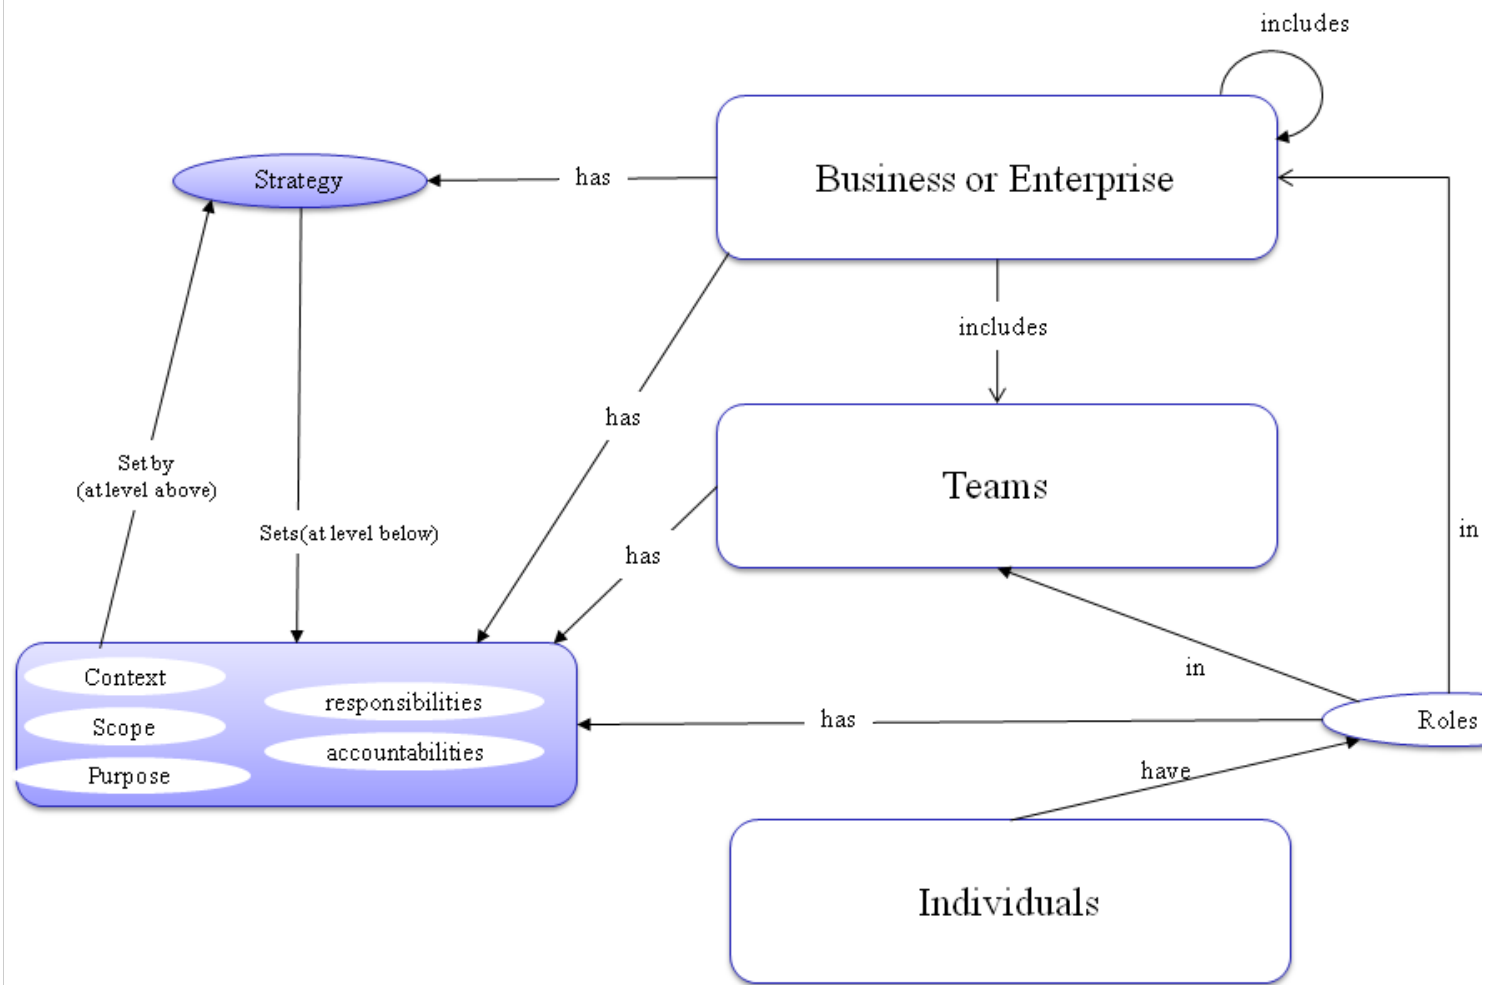 includes
Business or Enterprise
Strategy
has
includes
has
Set by
(at level above)
Teams
Sets(at level below)
in
has
in
Context
responsibilities
Scope
has
Roles
accountabilities
Purpose
have
Individuals